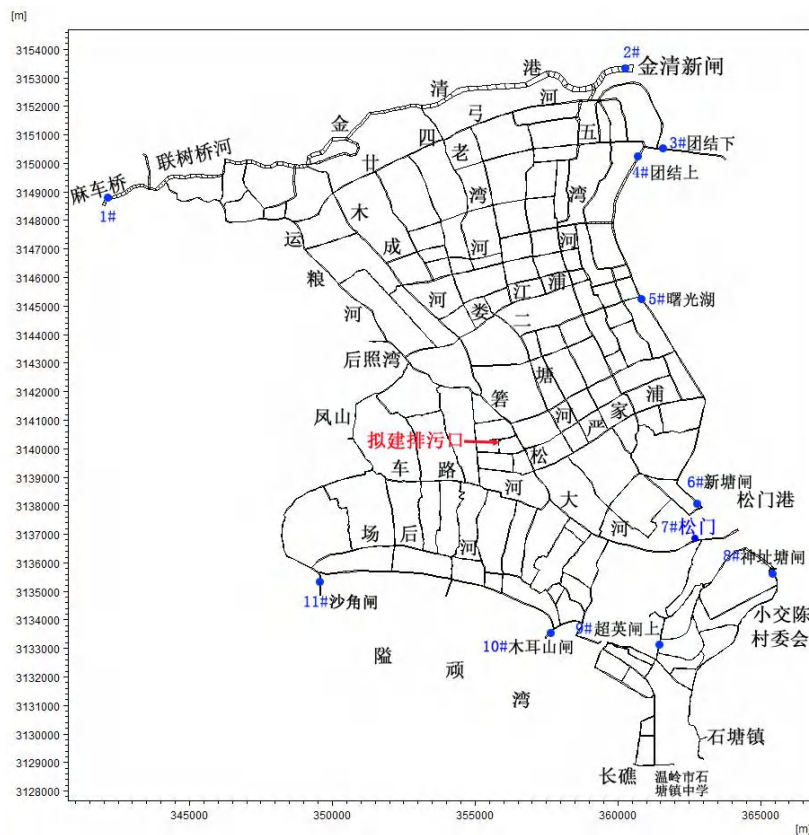 [m]
3154000
3153000
3152000
3151000
3150000
3149000
3148000
3147000
3146000
3145000
3144000
3143000
3142000
3141000
3140000
3139000
3138000
3137000
3136000
3135000
3134000
3133000
3132000
3131000
3130000
3129000
3128000
2#
金清新闸
金清港
廿四弓河
联树桥河
麻车桥
1#
老湾河
五湾河
3#团结下
4#团结上
木成河
运粮河
娄江浦
5#曙光湖
二塘河
后照湾
箬松大河
严家浦
凤山
拟建排污口
车路河
6#新塘闸
松门港
7#松门
8#神址塘闸
场后河
11#沙角闸
小交陈
村委会
9#超英闸上
10#木耳山闸
隘顽湾
石塘镇
长礁
温岭市石
塘镇中学
345000
350000
355000
360000
365000
[m]